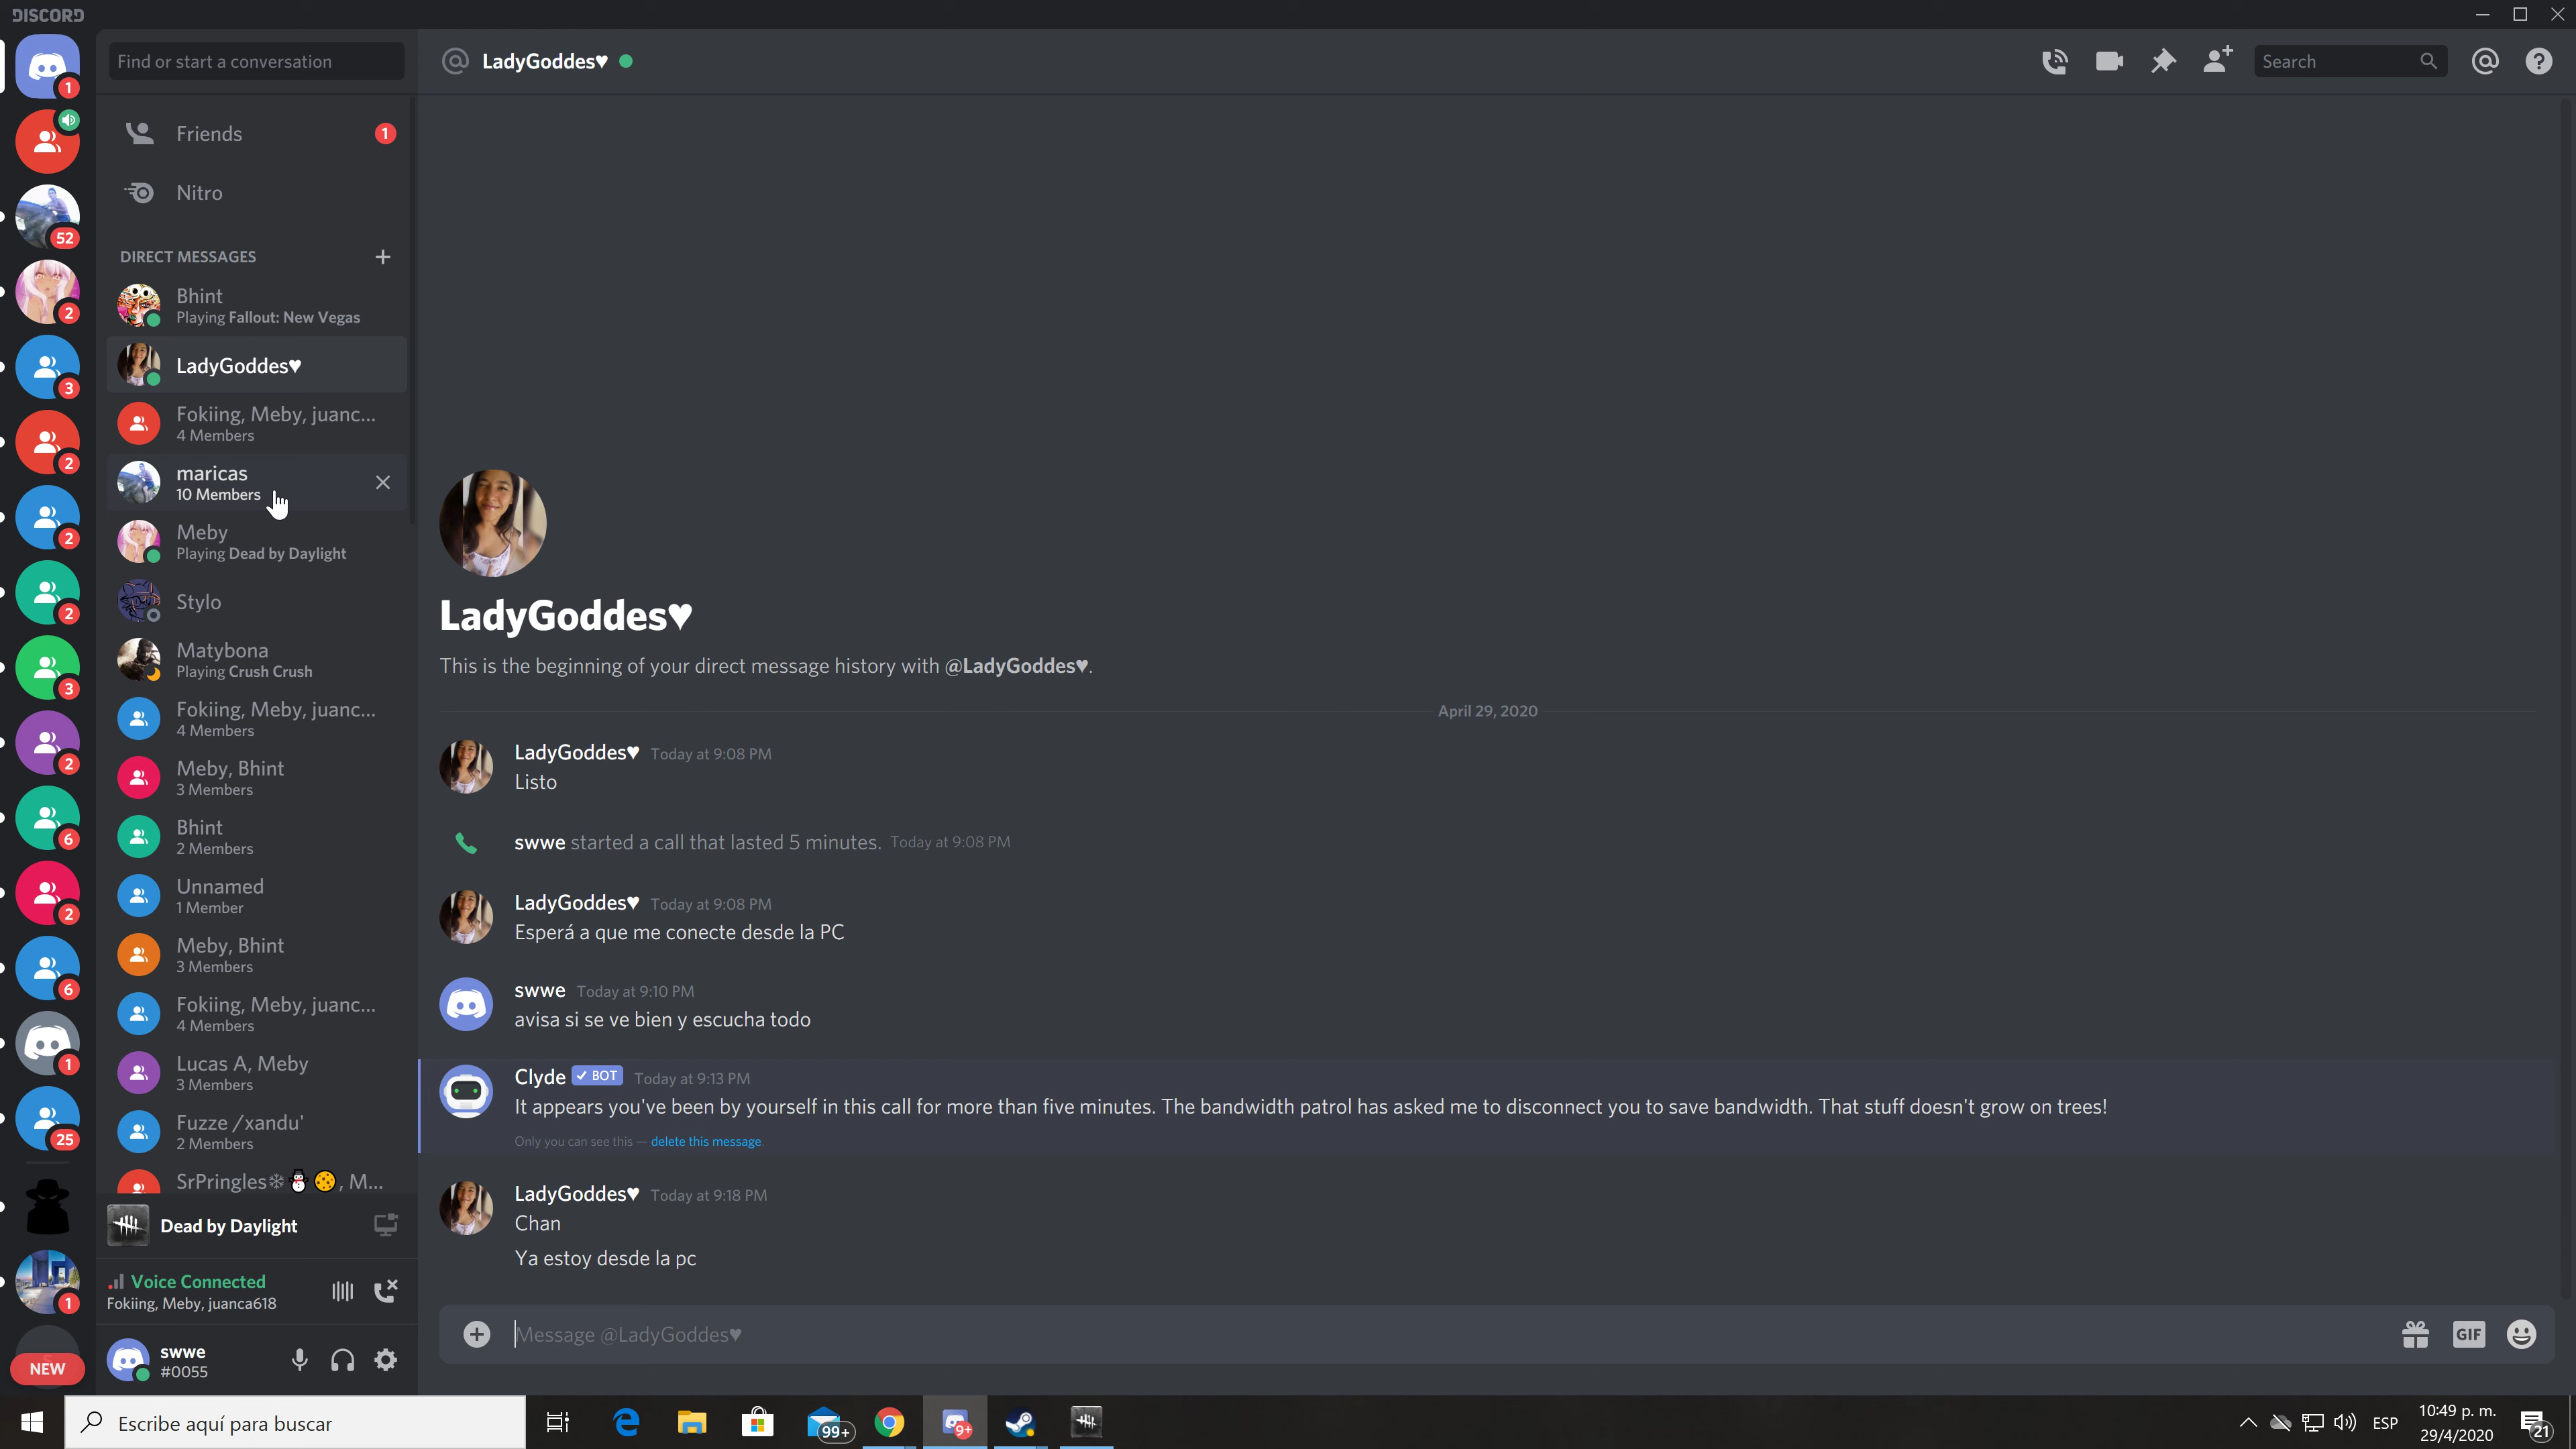 DISCORD
Find or start a conversation
Friends 1
Nitro
DIRECT MESSAGES
Bhint
Playing Fallout: New Vegas
LadyGoddes♥
Fokiing, Meby, juanc...
4 Members
maricas
10 Members
Meby
Playing Dead by Daylight
Stylo
Matybona
Playing Crush Crush
Fokiing, Meby, juanc...
4 Members
Meby, Bhint
3 Members
Bhint
2 Members
Unnamed
1 Member
Meby, Bhint
3 Members
Fokiing, Meby, juanc...
4 Members
Lucas A, Meby
3 Members
Fuzze /xandu'
2 Members
SrPringles❄⛄🍪, M...
Dead by Daylight
Voice Connected
Fokiing, Meby, juanca618
swwe
#0055
1
52
2
3
2
2
2
3
2
6
2
6
1
25
1
NEW
LadyGoddes♥
Search
LadyGoddes♥
This is the beginning of your direct message history with @LadyGoddes♥.
April 29, 2020
LadyGoddes♥ Today at 9:08 PM
Listo
swwe started a call that lasted 5 minutes. Today at 9:08 PM
LadyGoddes♥ Today at 9:08 PM
Esperá a que me conecte desde la PC
swwe Today at 9:10 PM
avisa si se ve bien y escucha todo
Clyde ✓ BOT Today at 9:13 PM
It appears you've been by yourself in this call for more than five minutes. The bandwidth patrol has asked me to disconnect you to save bandwidth. That stuff doesn't grow on trees!
Only you can see this — delete this message.
LadyGoddes♥ Today at 9:18 PM
Chan
Ya estoy desde la pc
Message @LadyGoddes♥
GIF
Escribe aquí para buscar
99+
9+
ESP
10:49 p. m.
29/4/2020
21